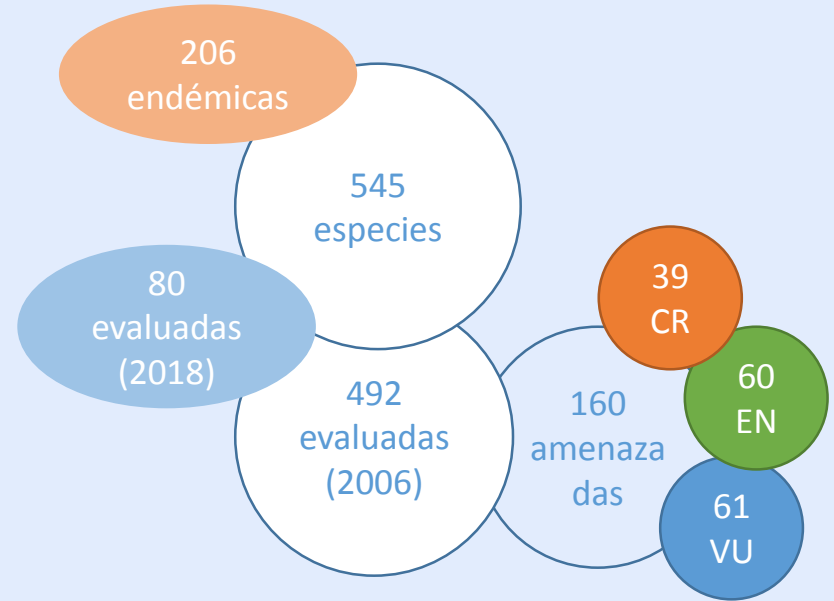 206
endémicas
545
especies
80
evaluadas
(2018)
492
evaluadas
(2006)
160
amenaza
das
39
CR
60
EN
61
VU